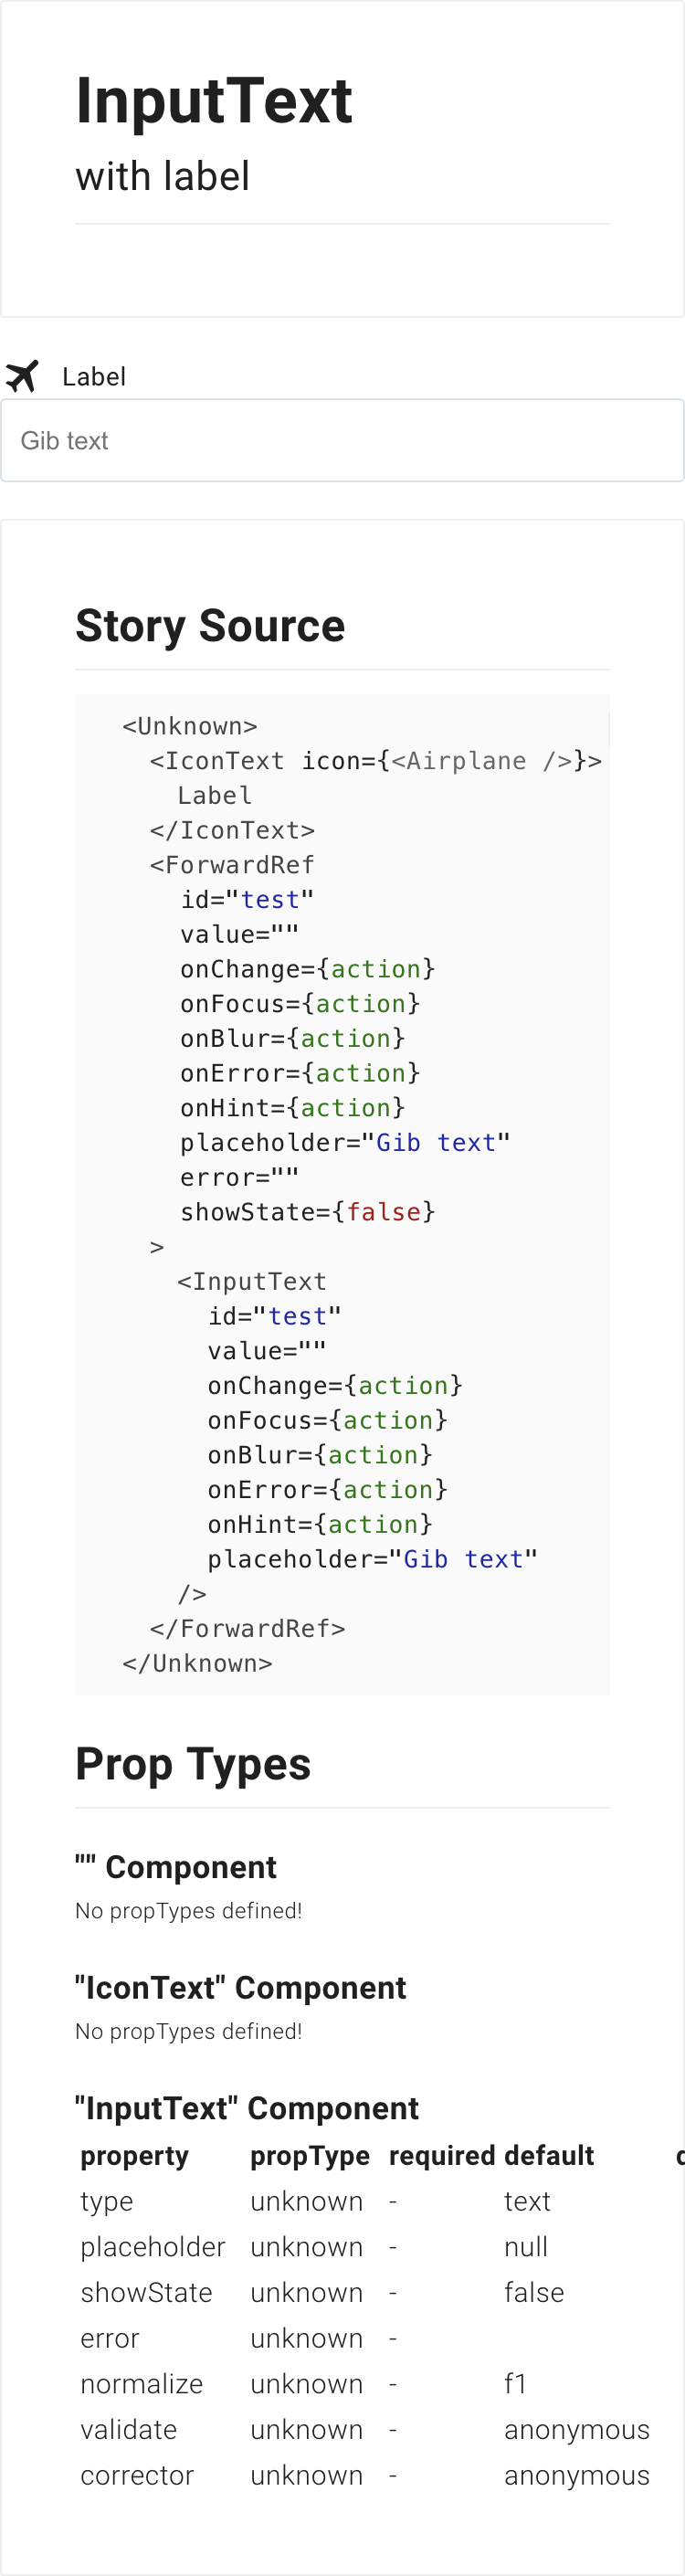 InputText
with label
Label
Gib text
Story Source
<Unknown>
<IconText icon={<Airplane />}>
Label
</IconText>
<ForwardRef
id="test"
value=""
onChange={action}
onFocus={action}
onBlur={action}
onError={action}
onHint={action}
placeholder="Gib text"
error=""
showState={false}
>
<InputText
id="test"
value=""
onChange={action}
onFocus={action}
onBlur={action}
onError={action}
onHint={action}
placeholder="Gib text"
/>
</ForwardRef>
</Unknown>
Prop Types
"" Component
No propTypes defined!
"IconText" Component
No propTypes defined!
"InputText" Component
property propType required default
type unknown - text
placeholder unknown - null
showState unknown - false
error unknown -
normalize unknown - f1
validate unknown - anonymous
corrector unknown - anonymous